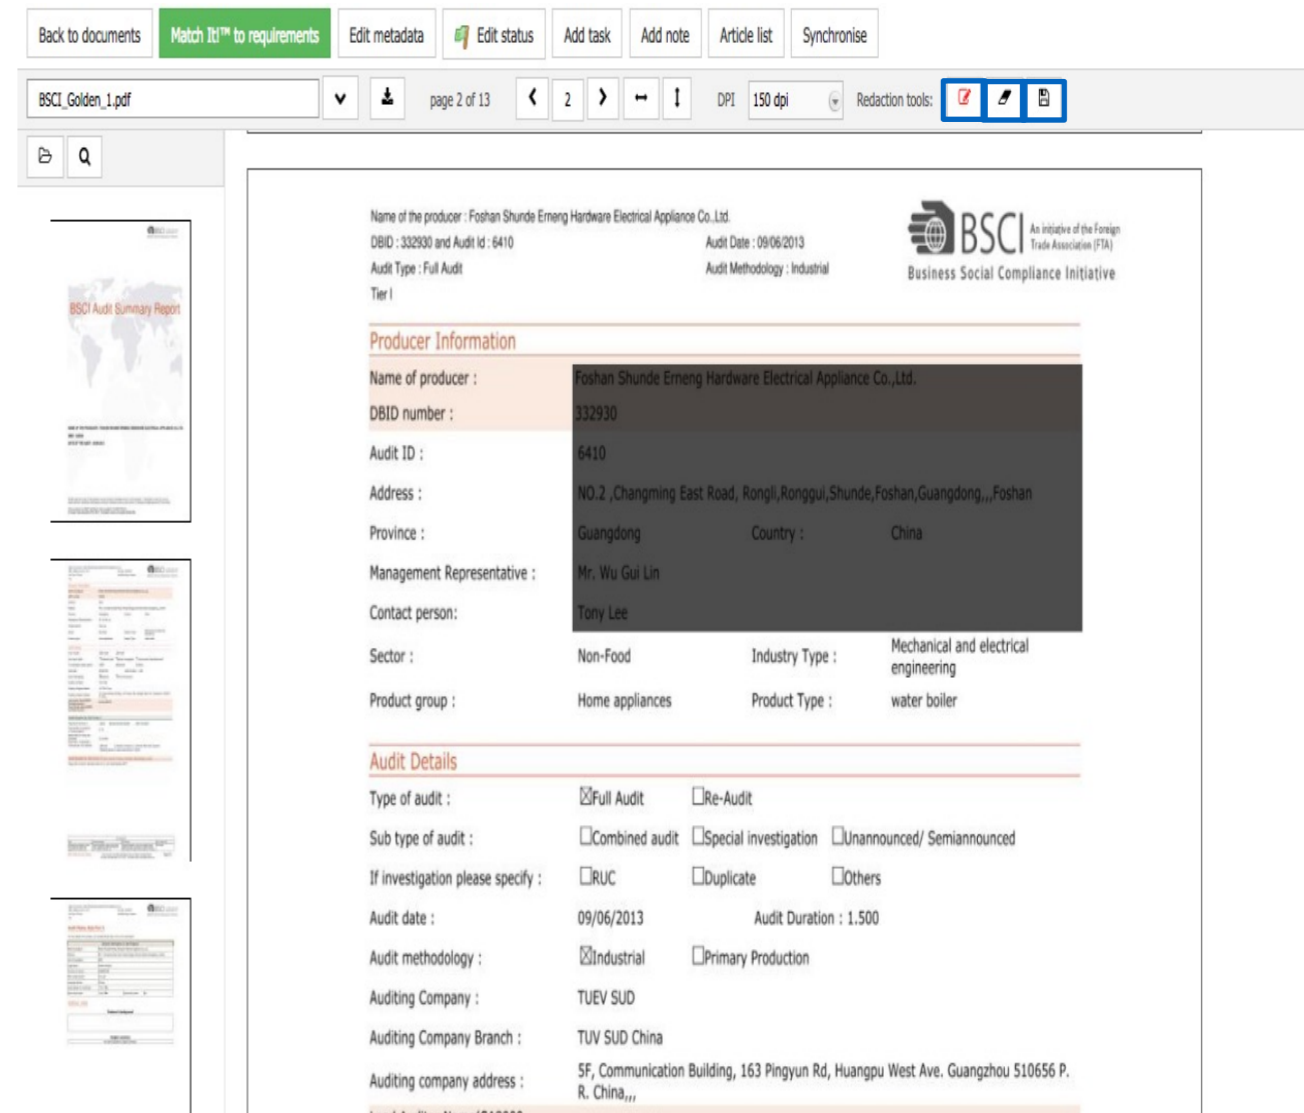 Back to documents
Match It!™ to requirements
Edit metadata
Edit status
Add task
Add note
Article list
Synchronise
BSCI_Golden_1.pdf
page 2 of 13
2
DPI
150 dpi
Redaction tools:
Name of the producer : Foshan Shunde Erneng Hardware Electrical Appliance Co.,Ltd.
DBID : 332930 and Audit Id : 6410
Audit Date : 09/06/2013
Audit Type : Full Audit
Audit Methodology : Industrial
Tier I
BSCI
An initiative of the Foreign
Trade Association (FTA)
Business Social Compliance Initiative
BSCI Audit Summary Report
Producer Information
Name of producer : Foshan Shunde Erneng Hardware Electrical Appliance Co.,Ltd.
DBID number : 332930
Audit ID : 6410
Address : NO.2 ,Changming East Road, Rongli,Ronggui,Shunde,Foshan,Guangdong,,,Foshan
Province : Guangdong Country : China
Management Representative : Mr. Wu Gui Lin
Contact person: Tony Lee
Sector : Non-Food Industry Type : Mechanical and electrical
engineering
Product group : Home appliances Product Type : water boiler
Audit Details
Type of audit : ☒Full Audit ☐Re-Audit
Sub type of audit : ☐Combined audit ☐Special investigation ☐Unannounced/ Semiannounced
If investigation please specify : ☐RUC ☐Duplicate ☐Others
Audit date : 09/06/2013 Audit Duration : 1.500
Audit methodology : ☒Industrial ☐Primary Production
Auditing Company : TUEV SUD
Auditing Company Branch : TUV SUD China
Auditing company address : 5F, Communication Building, 163 Pingyun Rd, Huangpu West Ave. Guangzhou 510656 P.
R. China,,,